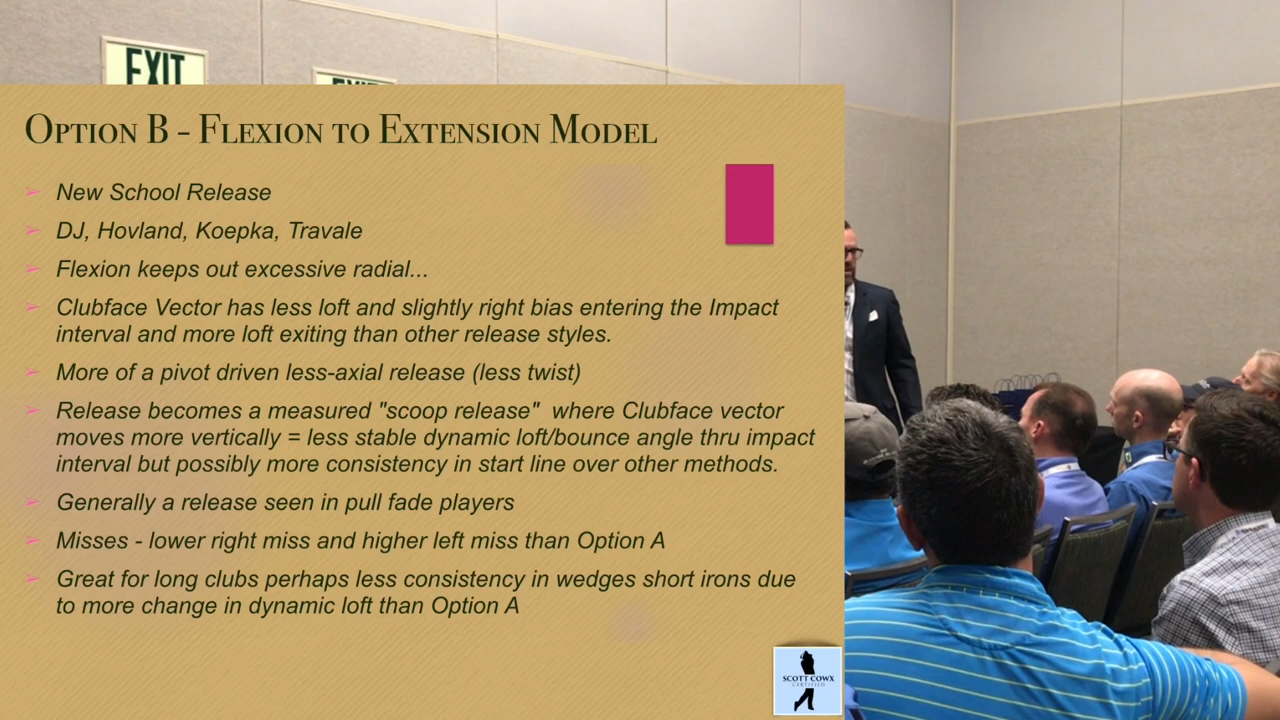 EXIT
EXIT
Option B - Flexion to Extension Model
➢ New School Release
➢ DJ, Hovland, Koepka, Travale
➢ Flexion keeps out excessive radial...
➢ Clubface Vector has less loft and slightly right bias entering the Impact
interval and more loft exiting than other release styles.
➢ More of a pivot driven less-axial release (less twist)
➢ Release becomes a measured "scoop release" where Clubface vector
moves more vertically = less stable dynamic loft/bounce angle thru impact
interval but possibly more consistency in start line over other methods.
➢ Generally a release seen in pull fade players
➢ Misses - lower right miss and higher left miss than Option A
➢ Great for long clubs perhaps less consistency in wedges short irons due
to more change in dynamic loft than Option A
SCOTT COWX
CERTIFIED